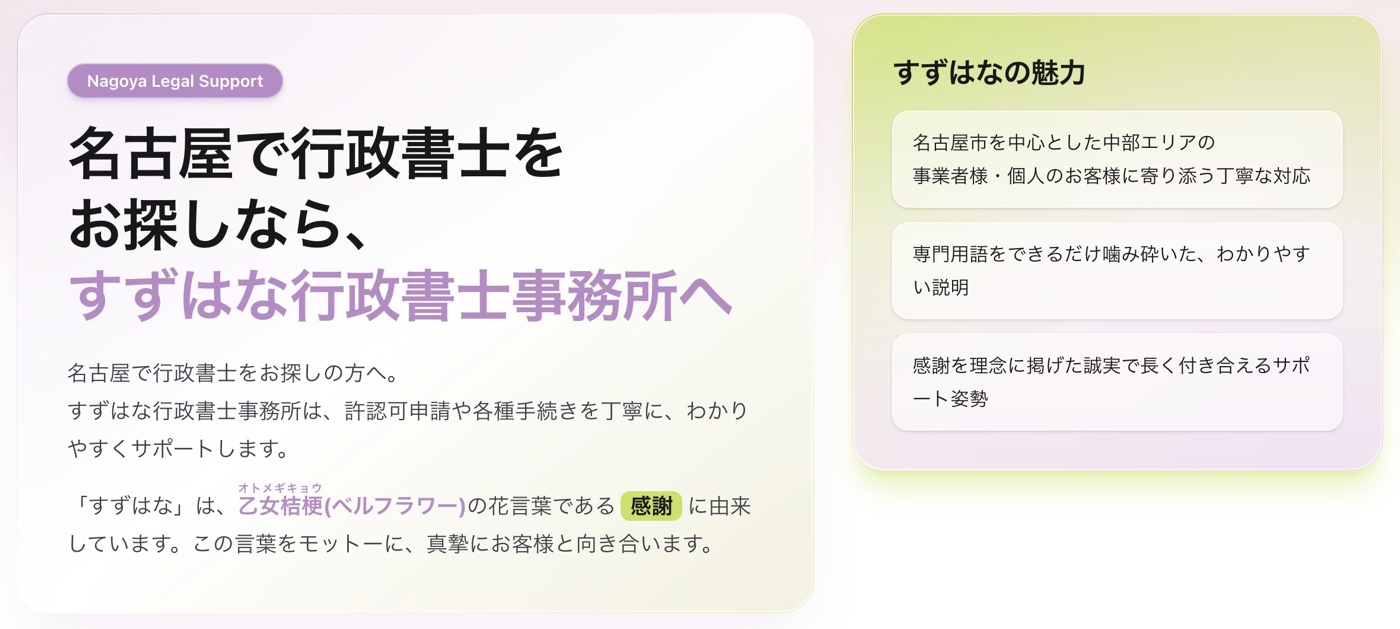 Nagoya Legal Support
名古屋で行政書士を
お探しなら、
すずはな行政書士事務所へ
名古屋で行政書士をお探しの方へ。
すずはな行政書士事務所は、許認可申請や各種手続きを丁寧に、わかり
やすくサポートします。
オトメギキョウ
「すずはな」は、乙女桔梗(ベルフラワー)の花言葉である 感謝 に由来
しています。この言葉をモットーに、真摯にお客様と向き合います。
すずはなの魅力
名古屋市を中心とした中部エリアの
事業者様・個人のお客様に寄り添う丁寧な対応
専門用語をできるだけ噛み砕いた、わかりやす
い説明
感謝を理念に掲げた誠実で長く付き合えるサポ
ート姿勢